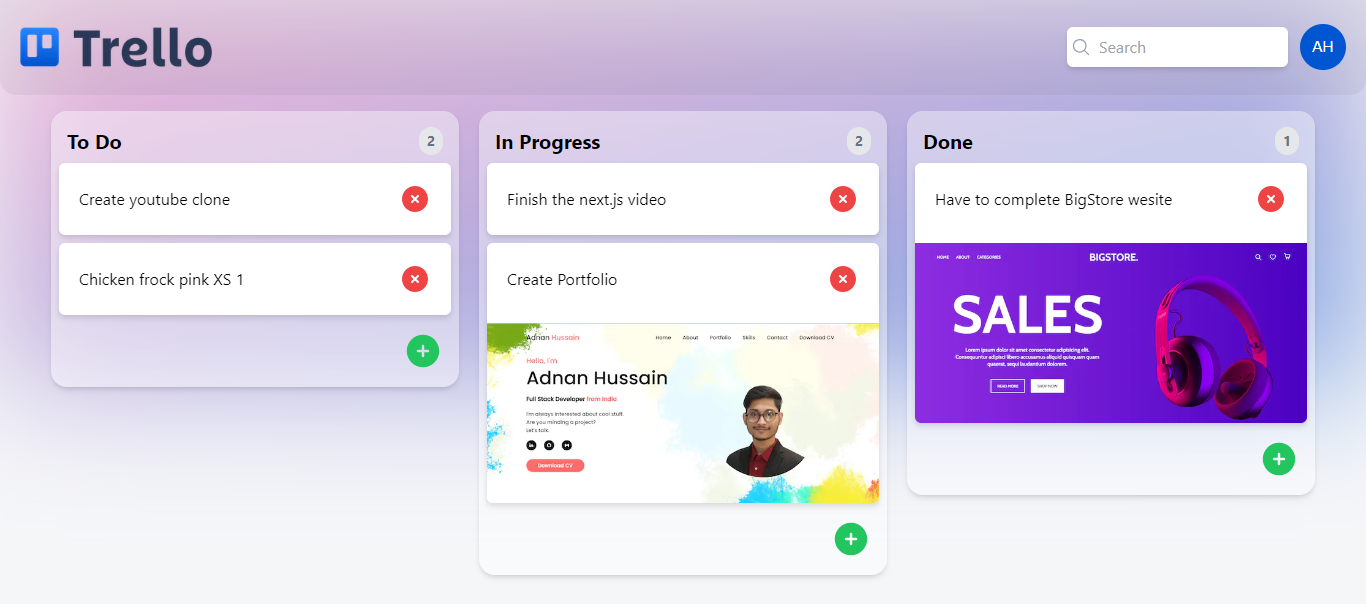 Trello
Search
AH
To Do
2
Create youtube clone
Chicken frock pink XS 1
In Progress
2
Finish the next.js video
Create Portfolio
Adnan Hussain
Home About Portfolio Skills Contact Download CV
Hello, I'm
Adnan Hussain
Full Stack Developer from India
I'm always interested about cool stuff.
Are you minding a project?
Let's talk.
Download CV
Done
1
Have to complete BigStore wesite
HOME ABOUT CATEGORIES
BIGSTORE.
SALES
Lorem ipsum dolor sit amet consectetur adipisicing elit.
Consequuntur adipisci libero accusamus eliquid quisquam quam
quaerat, sequi laudantium dolorem.
READ MORE SHOP NOW